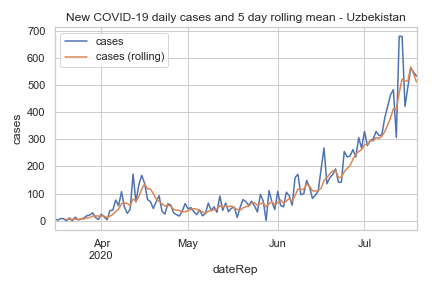 New COVID-19 daily cases and 5 day rolling mean - Uzbekistan
cases
cases (rolling)
700
600
500
400
300
200
100
0
cases
Apr
2020
May
Jun
Jul
dateRep